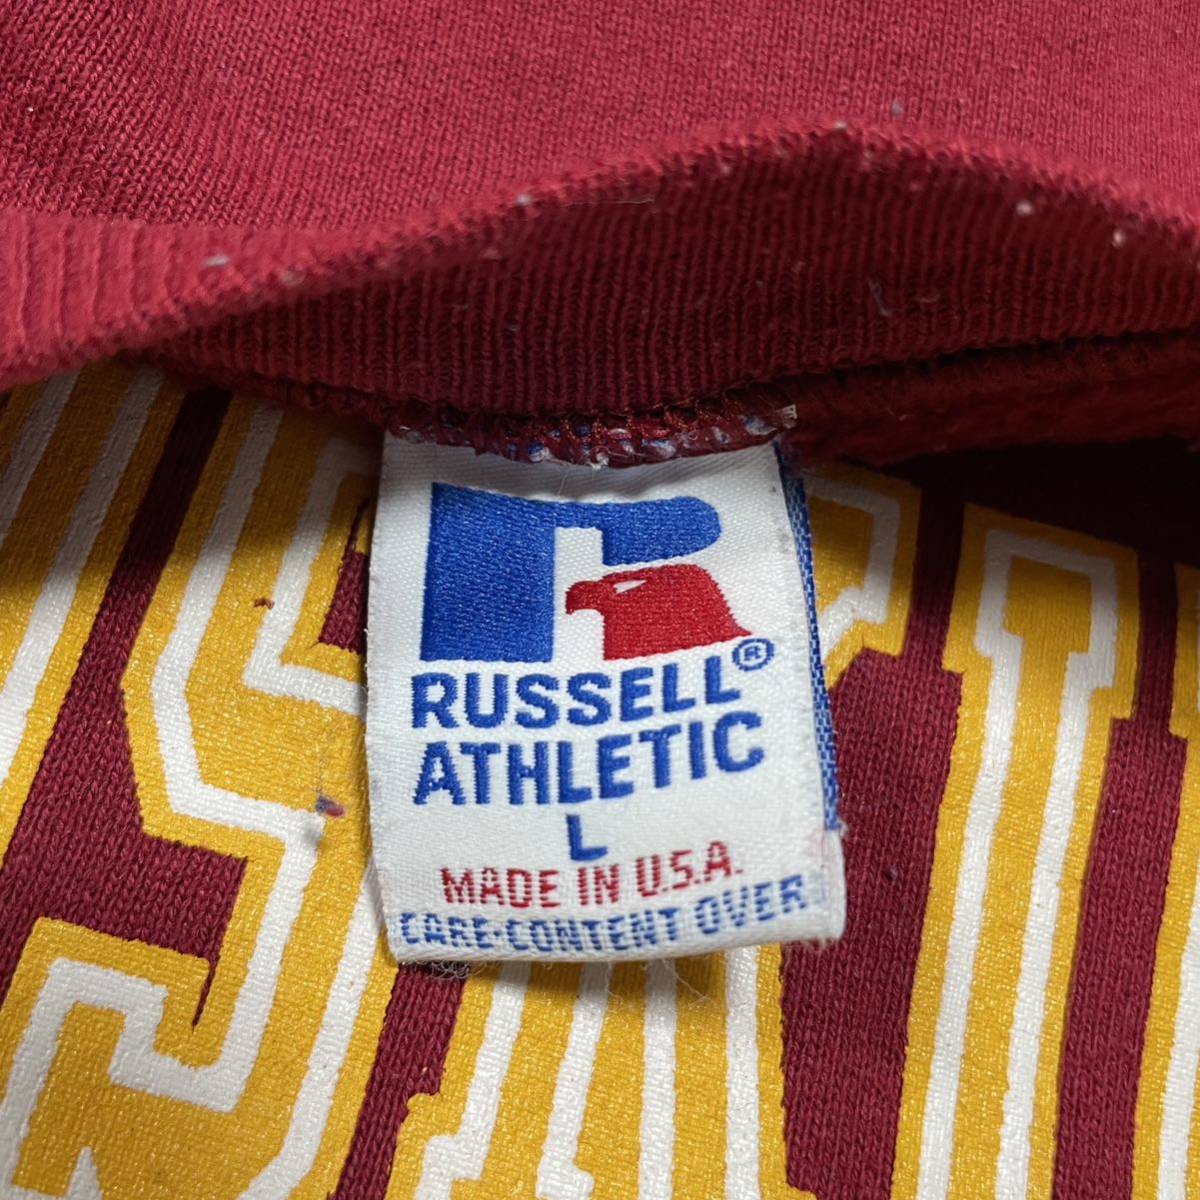 RUSSELL®
ATHLETIC
L
MADE IN U.S.A.
CARE-CONTENT OVER